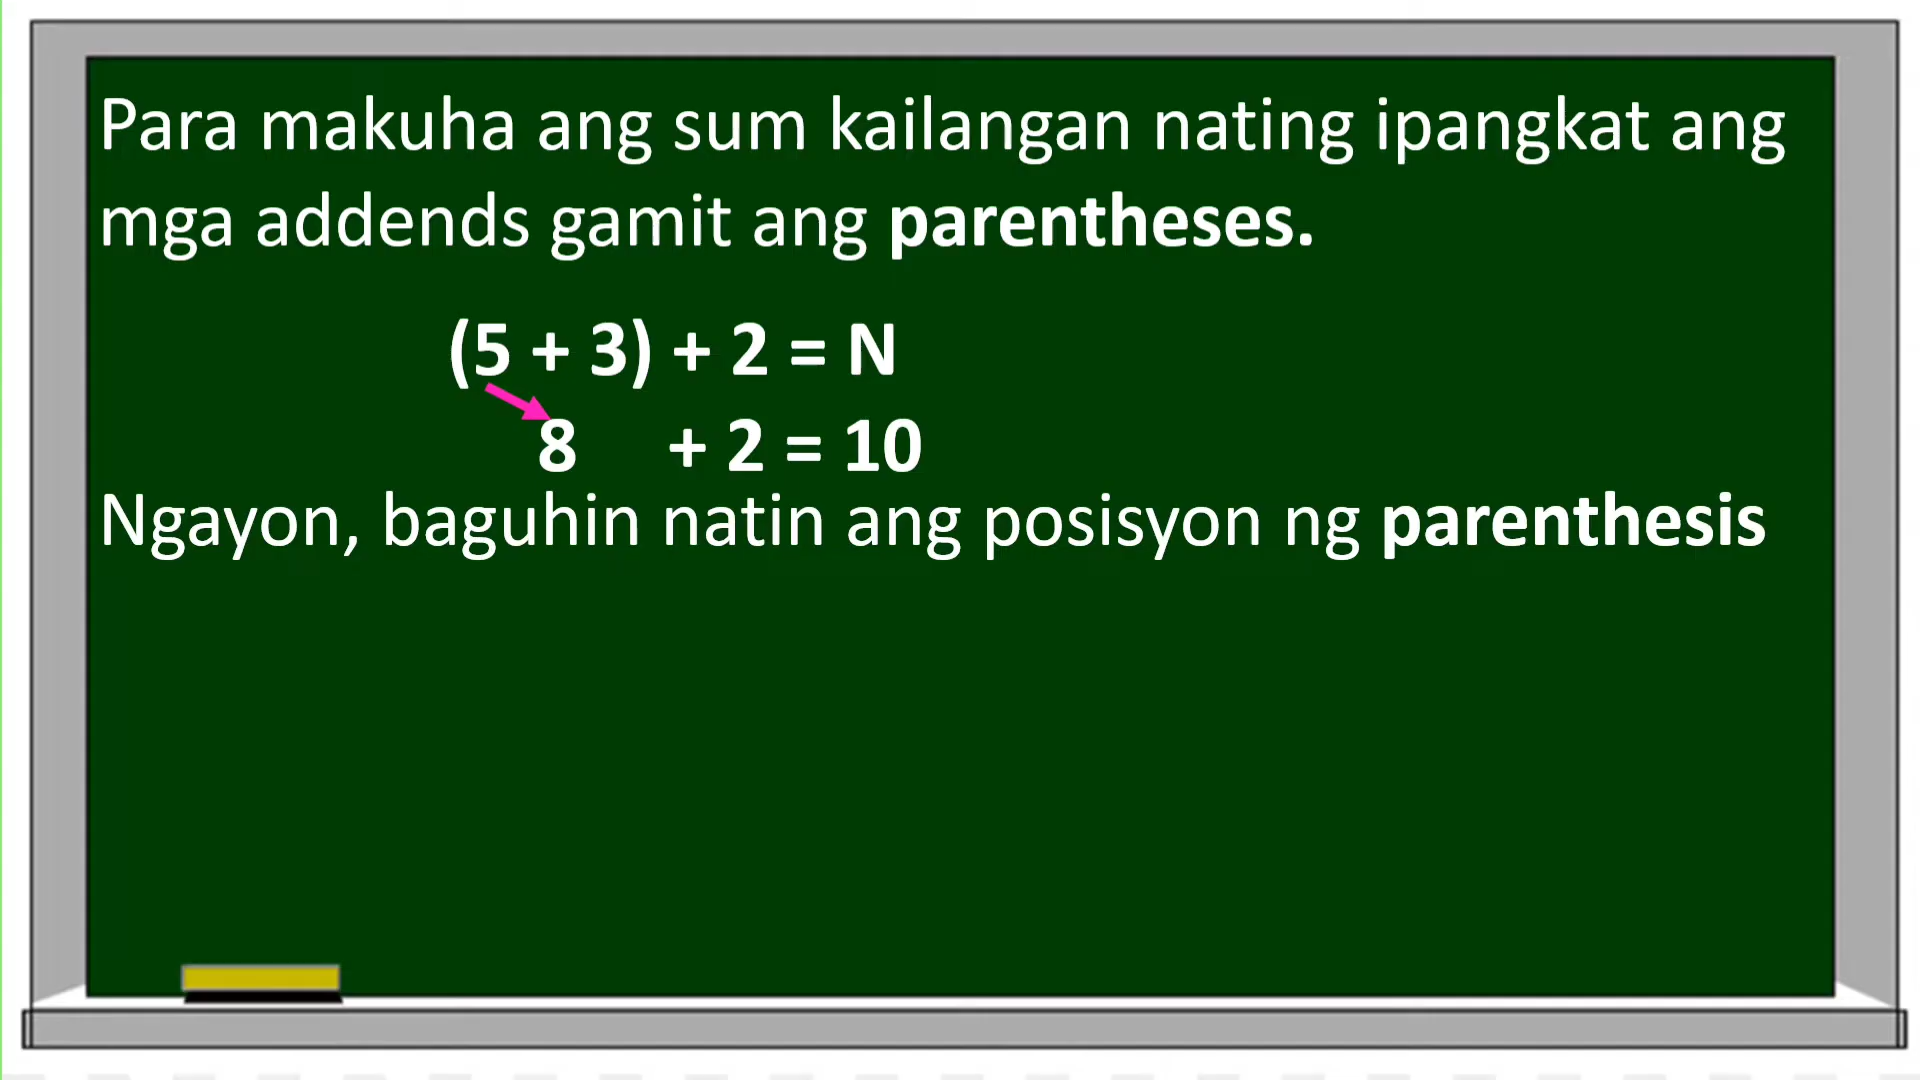 Para makuha ang sum kailangan nating ipangkat ang
mga addends gamit ang parentheses.
(5 + 3) + 2 = N
8 + 2 = 10
Ngayon, baguhin natin ang posisyon ng parenthesis